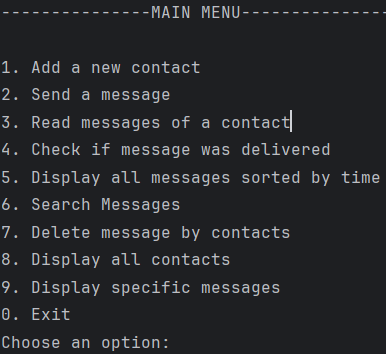 ---------------MAIN MENU---------------
1. Add a new contact
2. Send a message
3. Read messages of a contact
4. Check if message was delivered
5. Display all messages sorted by time
6. Search Messages
7. Delete message by contacts
8. Display all contacts
9. Display specific messages
0. Exit
Choose an option: